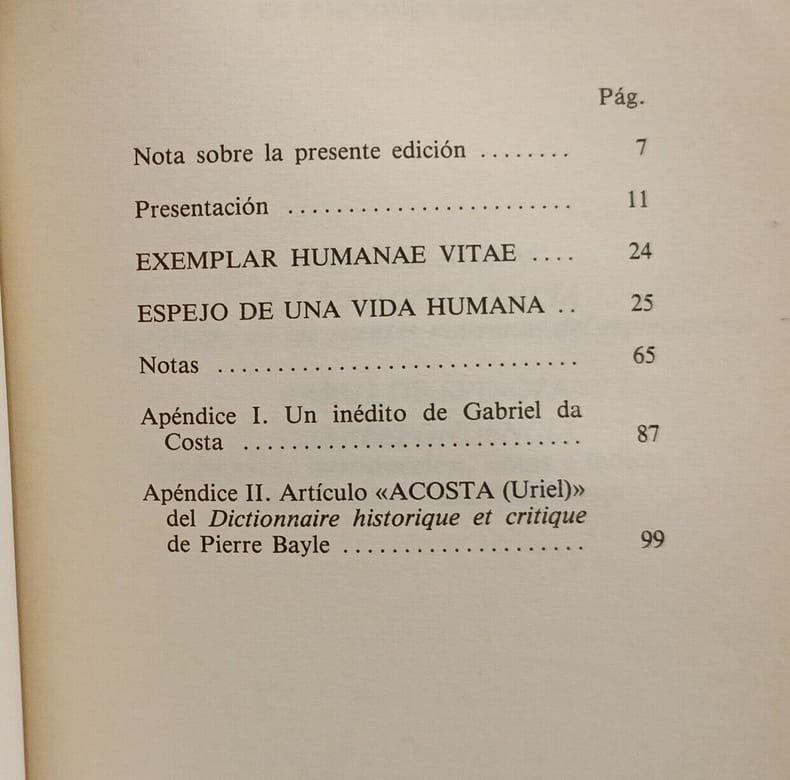 Pág.
Nota sobre la presente edición ........ 7
Presentación ........................ 11
EXEMPLAR HUMANAE VITAE .... 24
ESPEJO DE UNA VIDA HUMANA .. 25
Notas .............................. 65
Apéndice I. Un inédito de Gabriel da
Costa ............................ 87
Apéndice II. Artículo «ACOSTA (Uriel)»
del Dictionnaire historique et critique
de Pierre Bayle .................... 99